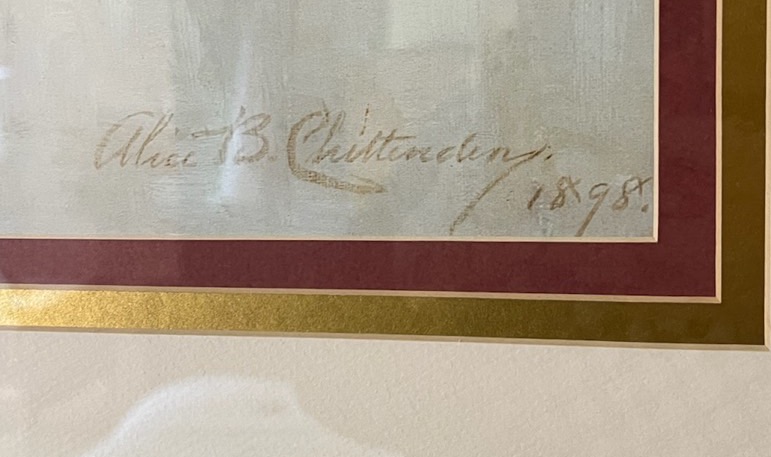 Alice B. Chittenden.
1898.